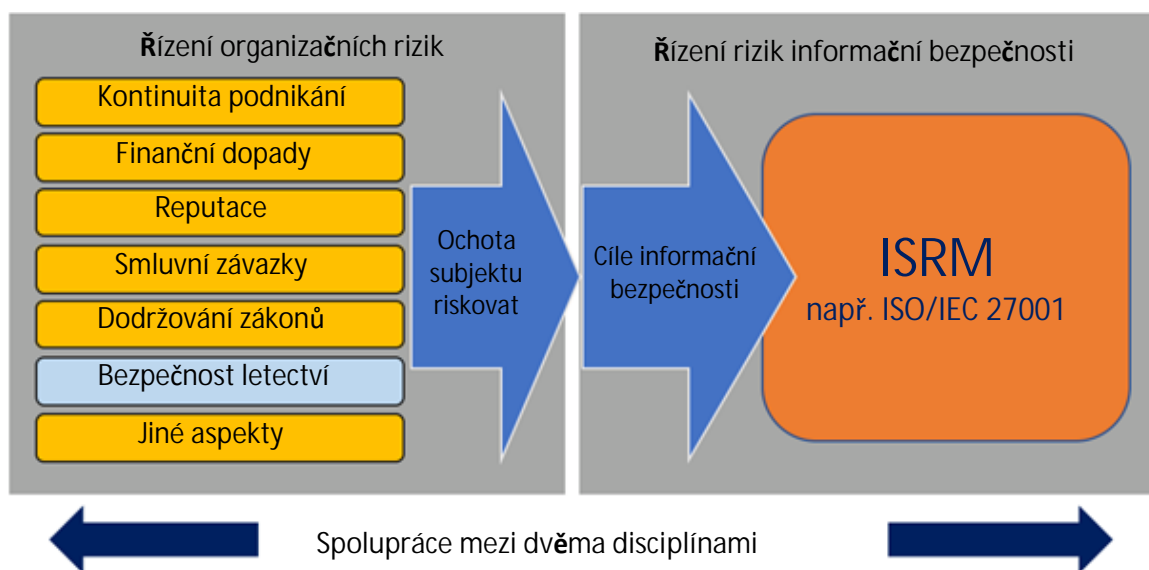 Řízení organizačních rizik
Kontinuita podnikání
Finanční dopady
Reputace
Smluvní závazky
Dodržování zákonů
Bezpečnost letectví
Jiné aspekty
Ochota
subjektu
riskovat
Řízení rizik informační bezpečnosti
Cíle informační
bezpečnosti
ISRM
např. ISO/IEC 27001
Spolupráce mezi dvěma disciplínami